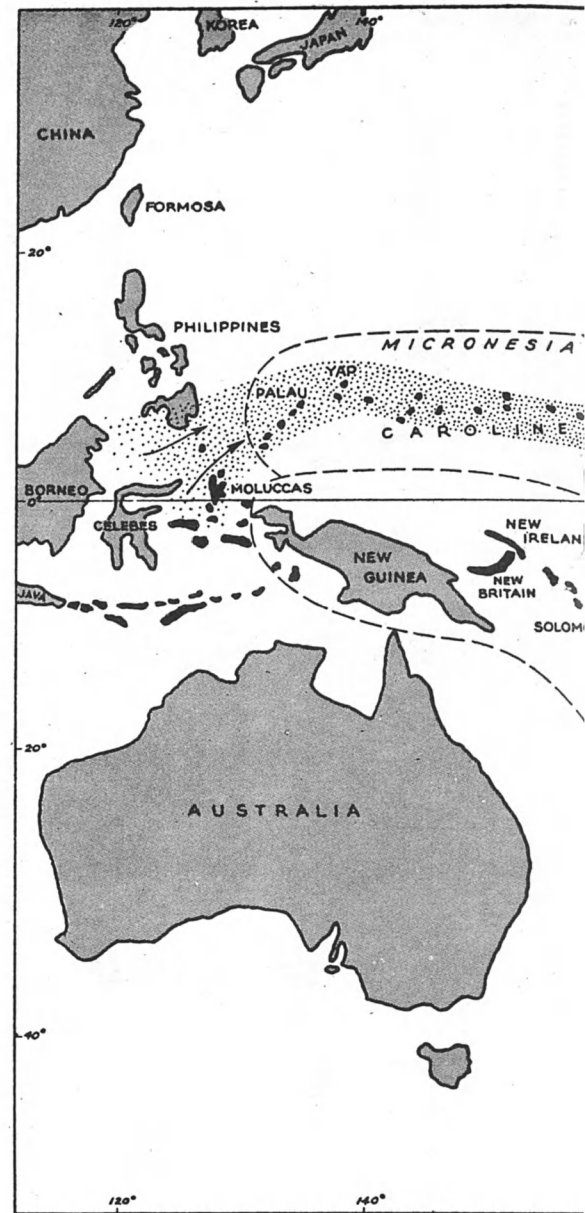 120°
KOREA
140°
JAPAN
CHINA
FORMOSA
20°
PHILIPPINES
MICRONESIA
YAP
PALAU
CAROLINE
BORNEO
0°
MOLUCCAS
CELEBES
NEW
IRELAN
NEW
GUINEA
NEW
BRITAIN
JAVA
SOLOM
20°
AUSTRALIA
40°
120°
140°